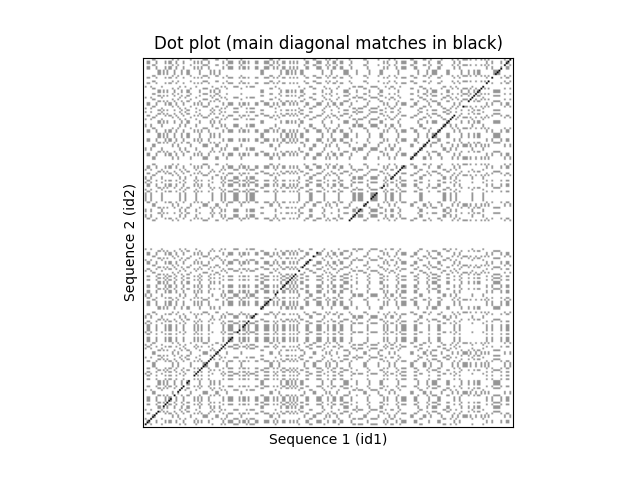 Dot plot (main diagonal matches in black)
Sequence 2 (id2)
Sequence 1 (id1)